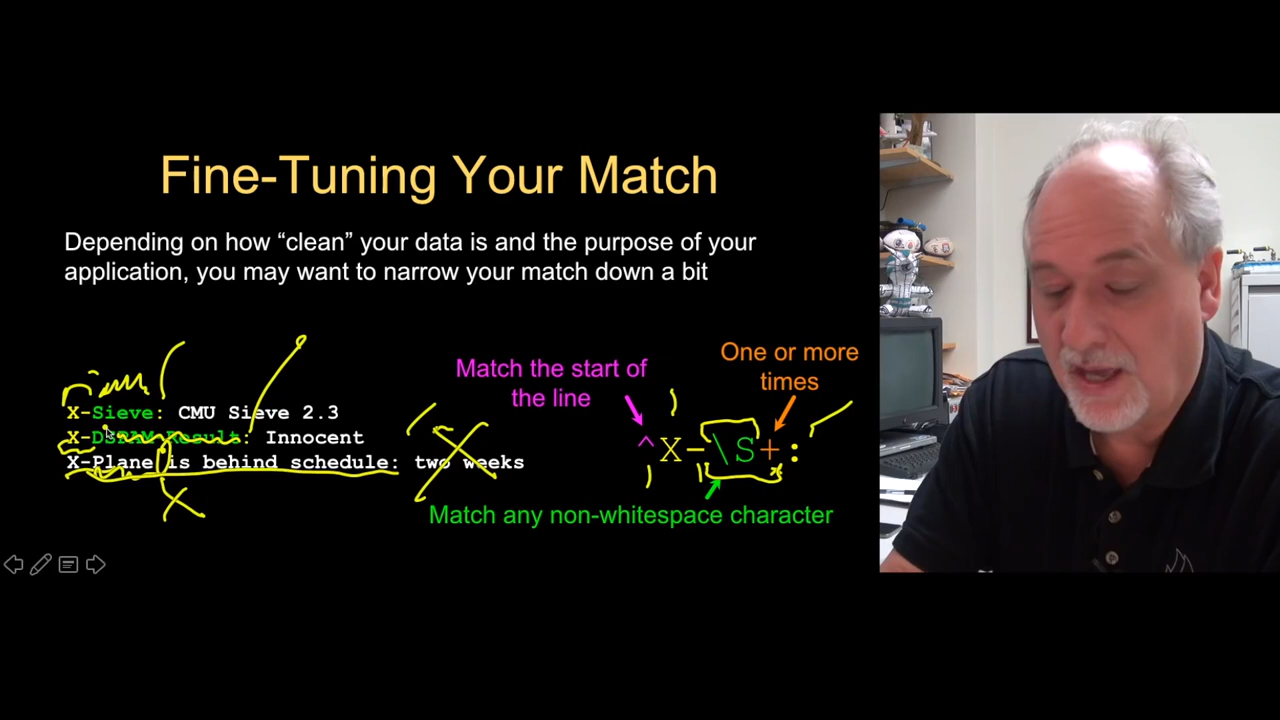 Fine-Tuning Your Match
Depending on how “clean” your data is and the purpose of your
application, you may want to narrow your match down a bit
X-Sieve: CMU Sieve 2.3
X-DSPAM Result: Innocent
X-Plane is behind schedule: two weeks
Match the start of
the line
One or more
times
^X-\S+:
Match any non-whitespace character